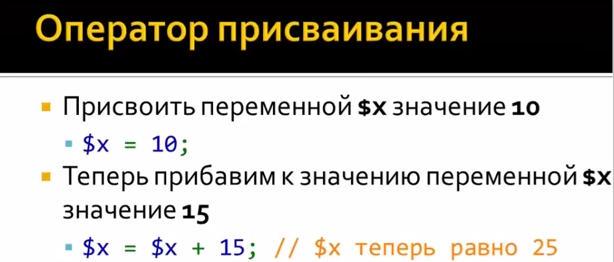 Оператор присваивания
Присвоить переменной $x значение 10
$x = 10;
Теперь прибавим к значению переменной $x
значение 15
$x = $x + 15; // $x теперь равно 25